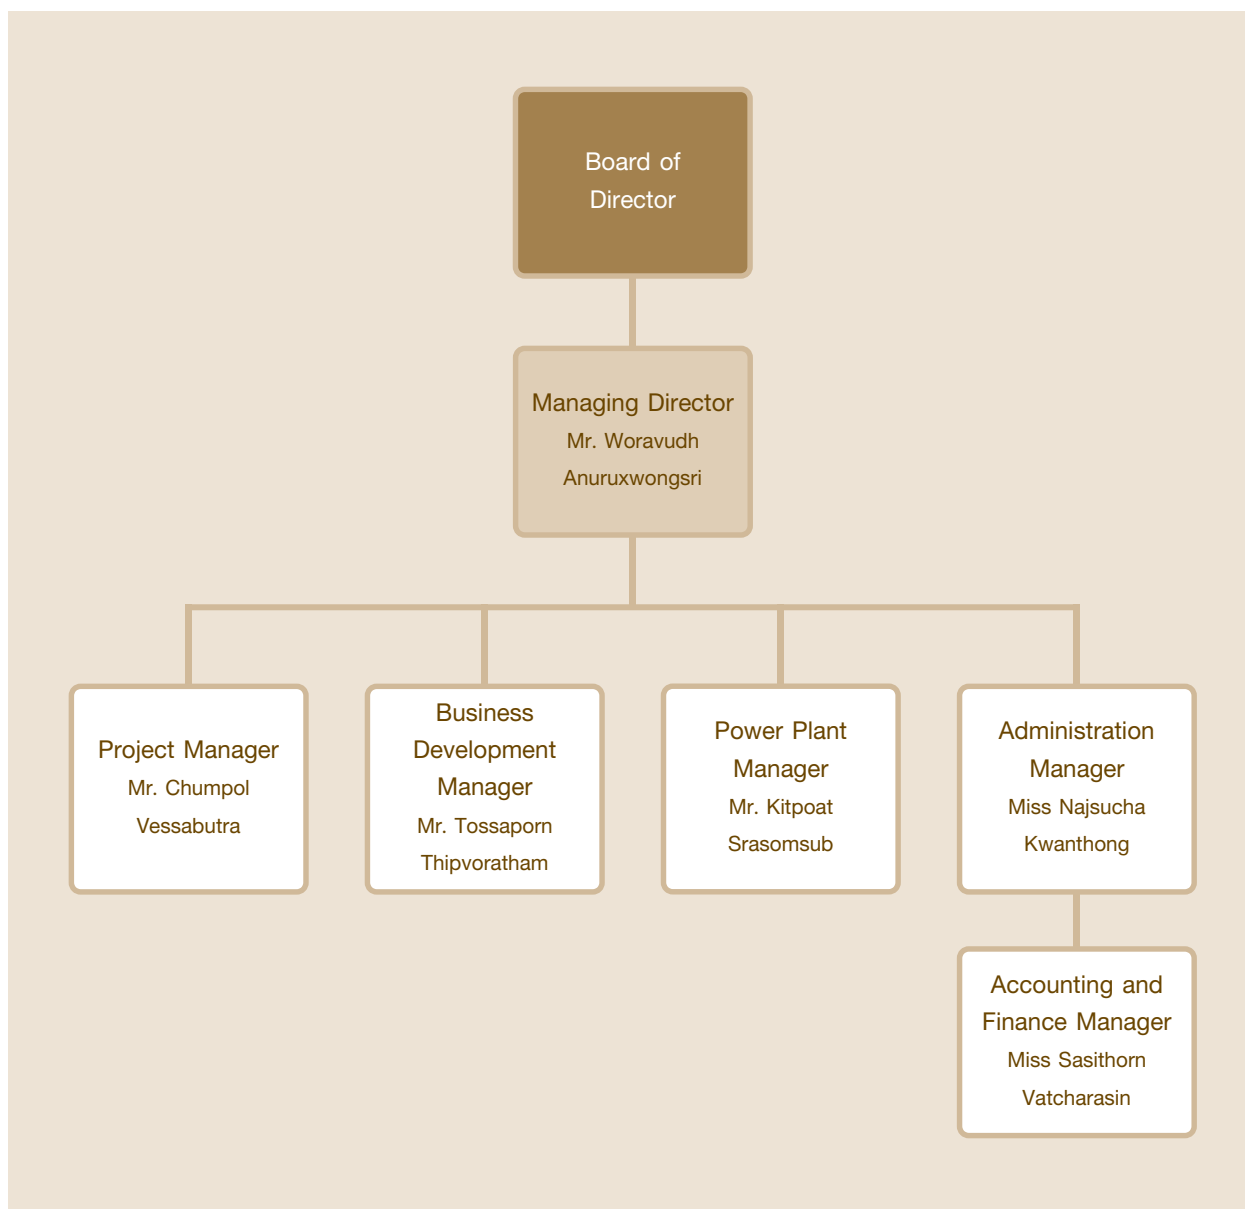 Board of
Director
Managing Director
Mr. Woravudh
Anuruxwongsri
Project Manager
Mr. Chumpol
Vessabutra
Business
Development
Manager
Mr. Tossaporn
Thipvoratham
Power Plant
Manager
Mr. Kitpoat
Srasomsub
Administration
Manager
Miss Najsucha
Kwanthong
Accounting and
Finance Manager
Miss Sasithorn
Vatcharasin